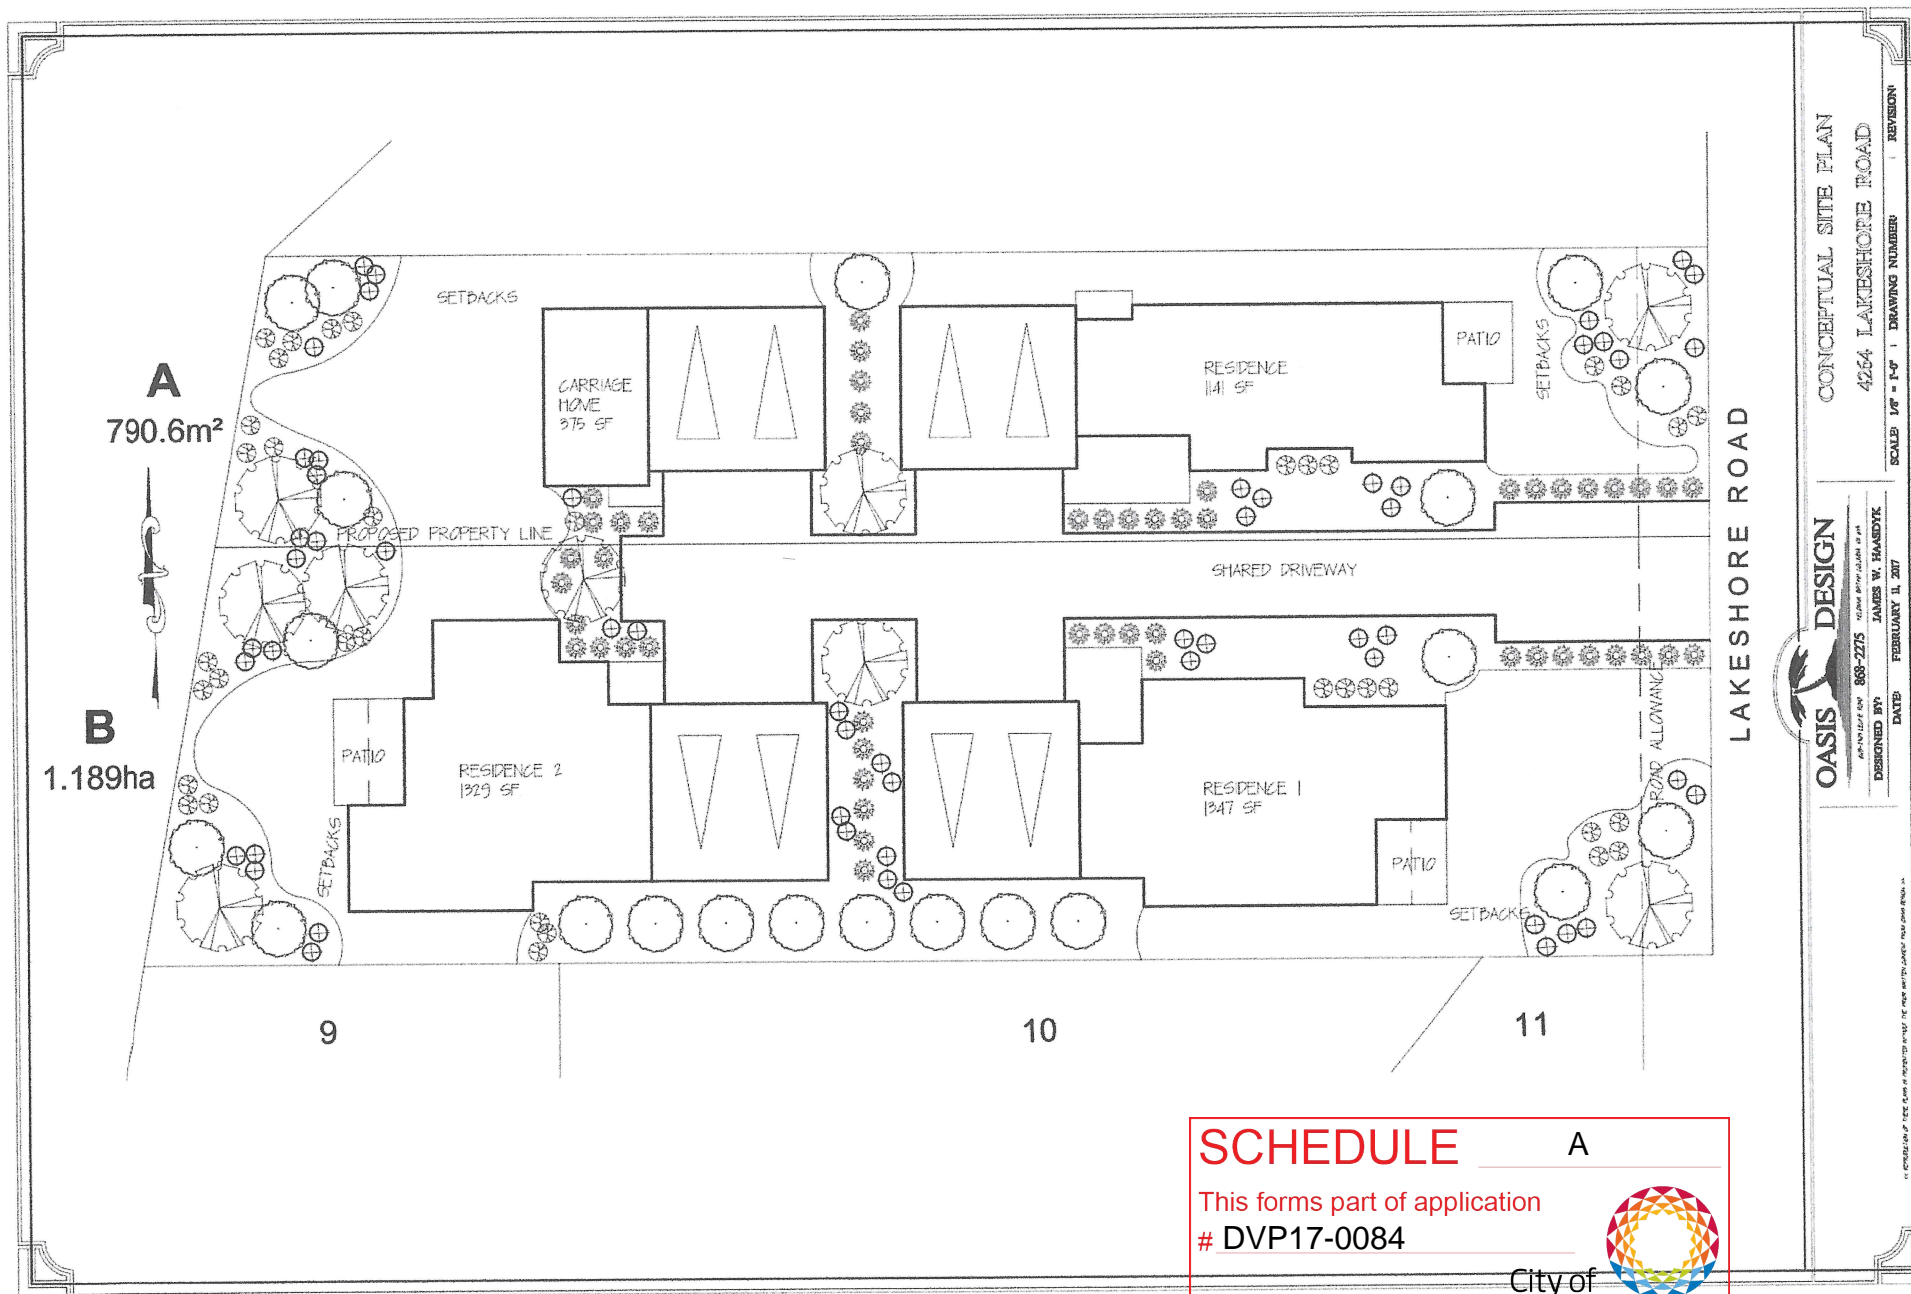 SETBACKS
CARRIAGE
HOME
375 SF
RESIDENCE
1141 SF
PATIO
SETBACKS
A
790.6m²
PROPOSED PROPERTY LINE
SHARED DRIVEWAY
LAKESHORE ROAD
B
1.189ha
PATIO
RESIDENCE 2
1329 SF
SETBACKS
RESIDENCE 1
1347 SF
PATIO
SETBACKS
ROAD ALLOWANCE
9
10
11
CONCEPTUAL SITE PLAN
4264 LAKESHORE ROAD
SCALE: 1/8" = 1'-0"
DRAWING NUMBER:
REVISION:
OASIS DESIGN
868-2275
DESIGNED BY: JAMES W. HAASDYK
DATE: FEBRUARY 11, 2017
SCHEDULE A
This forms part of application
# DVP17-0084
City of